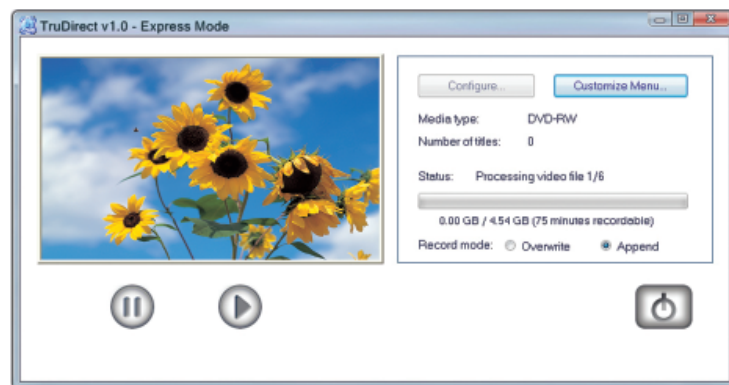 TruDirect v1.0 - Express Mode
Configure... Customize Menu...
Media type: DVD-RW
Number of titles: 0
Status: Processing video file 1/6
0.00 GB / 4.54 GB (75 minutes recordable)
Record mode: Overwrite Append